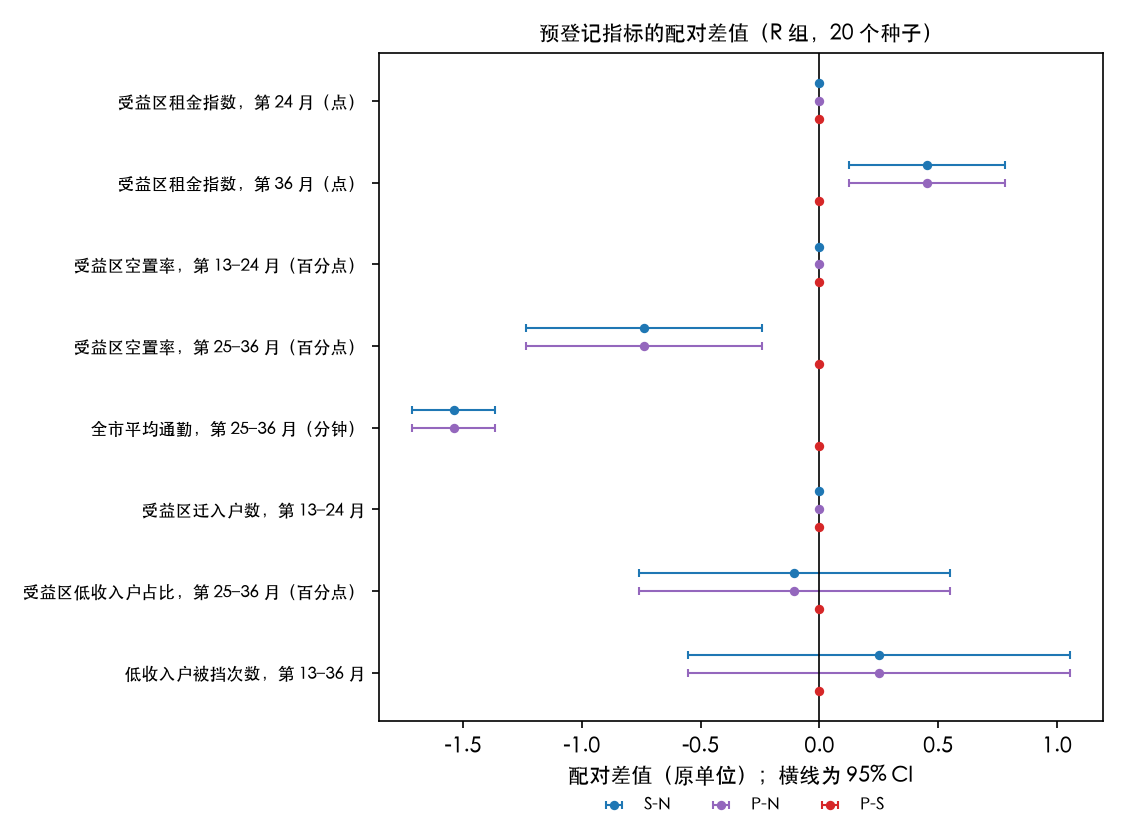 预登记指标的配对差值（R 组，20 个种子）
受益区租金指数，第 24 月（点）
受益区租金指数，第 36 月（点）
受益区空置率，第 13–24 月（百分点）
受益区空置率，第 25–36 月（百分点）
全市平均通勤，第 25–36 月（分钟）
受益区迁入户数，第 13–24 月
受益区低收入户占比，第 25–36 月（百分点）
低收入户被挡次数，第 13–36 月
-1.5 -1.0 -0.5 0.0 0.5 1.0
配对差值（原单位）；横线为 95% CI
S-N P-N P-S